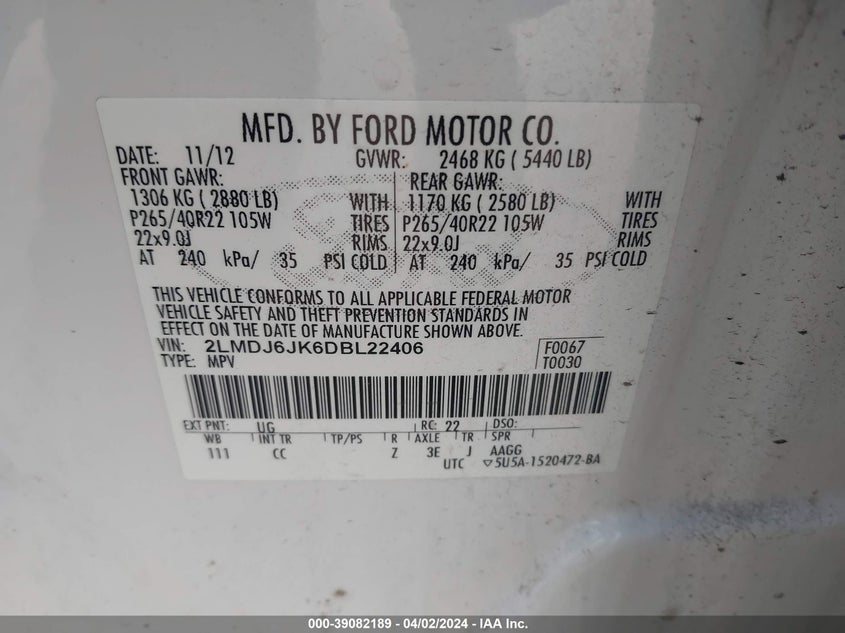 MFD. BY FORD MOTOR CO.
DATE: 11/12 GVWR: 2468 KG ( 5440 LB)
FRONT GAWR: REAR GAWR:
1306 KG ( 2880 LB) WITH 1170 KG ( 2580 LB) WITH
P265/40R22 105W TIRES P265/40R22 105W TIRES
22x9.0J RIMS 22x9.0J RIMS
AT 240 kPa/ 35 PSI COLD AT 240 kPa/ 35 PSI COLD
THIS VEHICLE CONFORMS TO ALL APPLICABLE FEDERAL MOTOR
VEHICLE SAFETY AND THEFT PREVENTION STANDARDS IN
EFFECT ON THE DATE OF MANUFACTURE SHOWN ABOVE.
VIN: 2LMDJ6JK6DBL22406 F0067
TYPE: MPV T0030
EXT PNT: UG RC: 22 DSO:
WB INT TR TP/PS R AXLE TR SPR
111 CC Z 3E J AAGG
UTC ▽5U5A-1520472-BA
000-39082189 - 04/02/2024 - IAA Inc.